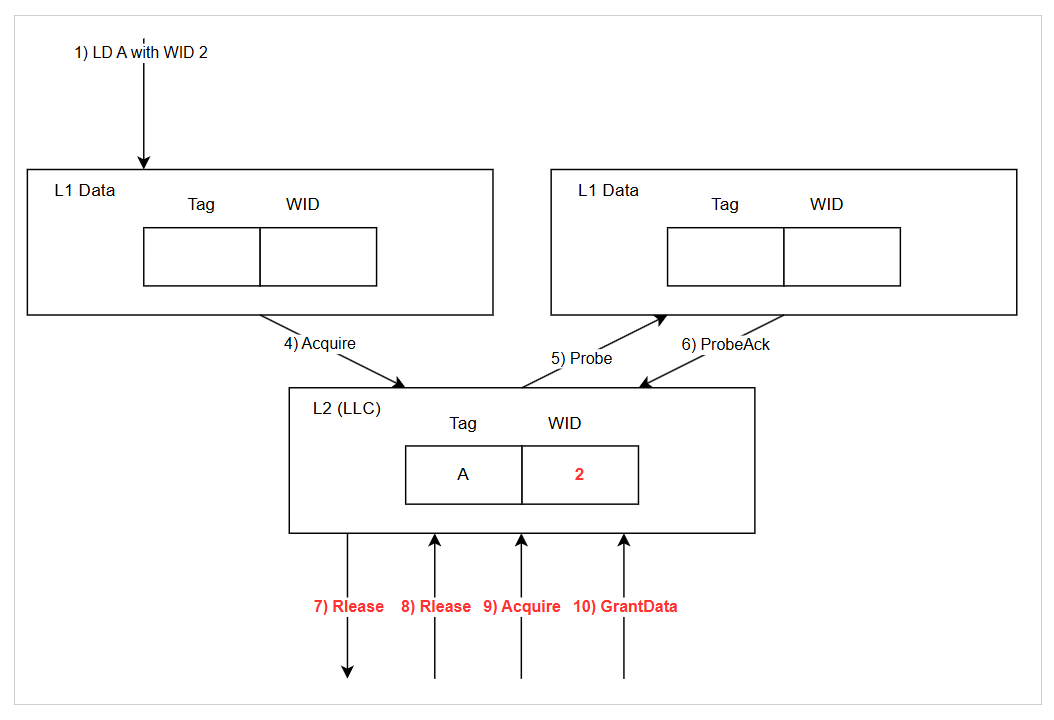 1) LD A with WID 2
L1 Data
Tag WID
L1 Data
Tag WID
4) Acquire
5) Probe
6) ProbeAck
L2 (LLC)
Tag WID
A 2
7) Rlease 8) Rlease 9) Acquire 10) GrantData